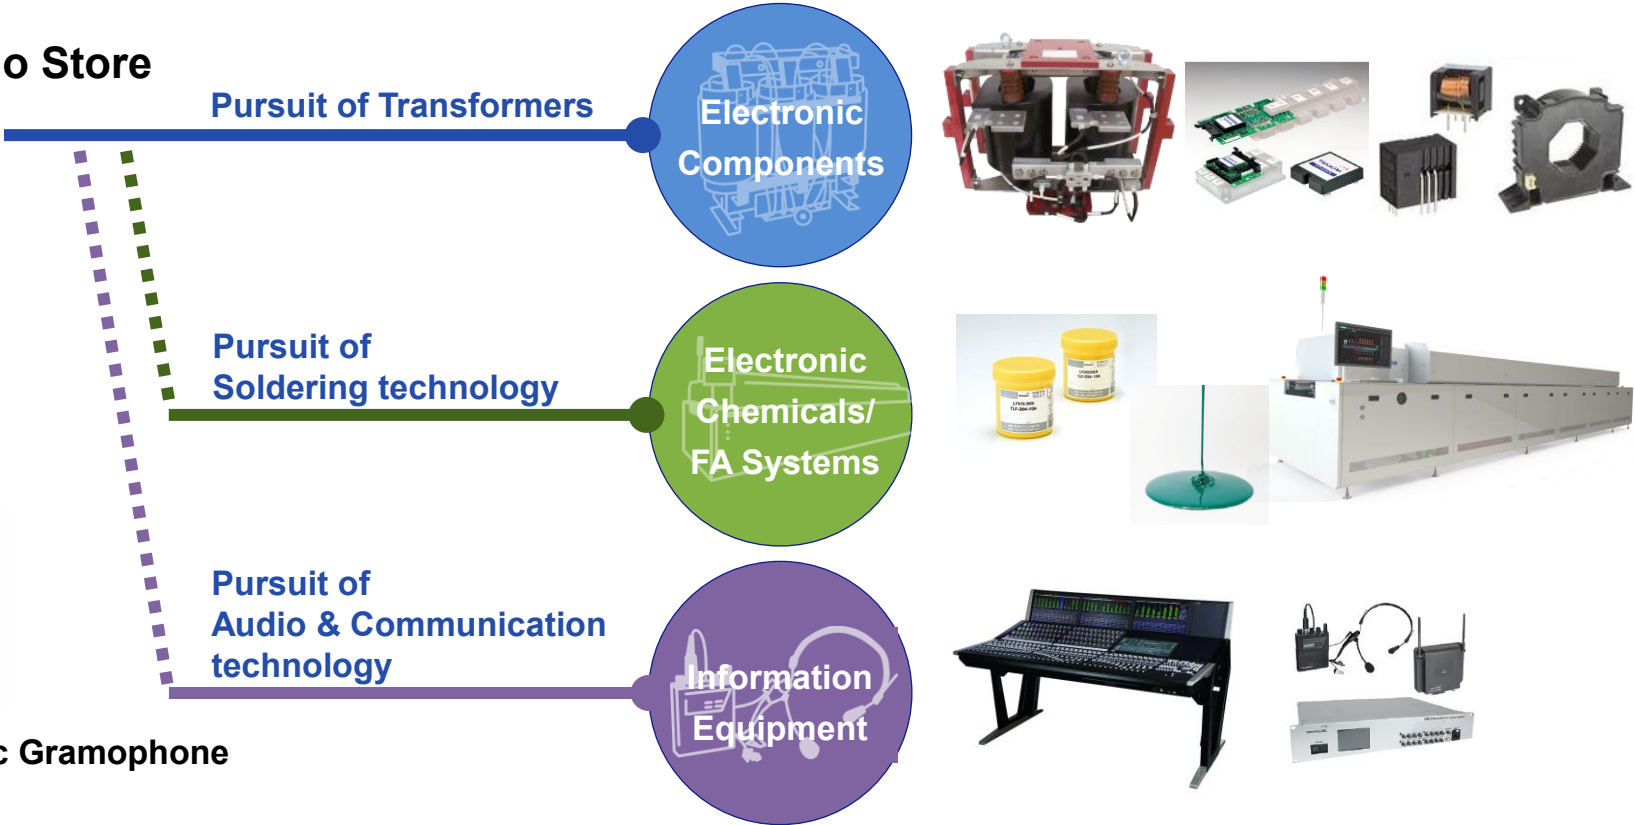 o Store
Pursuit of Transformers
Electronic
Components
Pursuit of
Soldering technology
Electronic
Chemicals/
FA Systems
Pursuit of
Audio & Communication
technology
Information
Equipment
c Gramophone